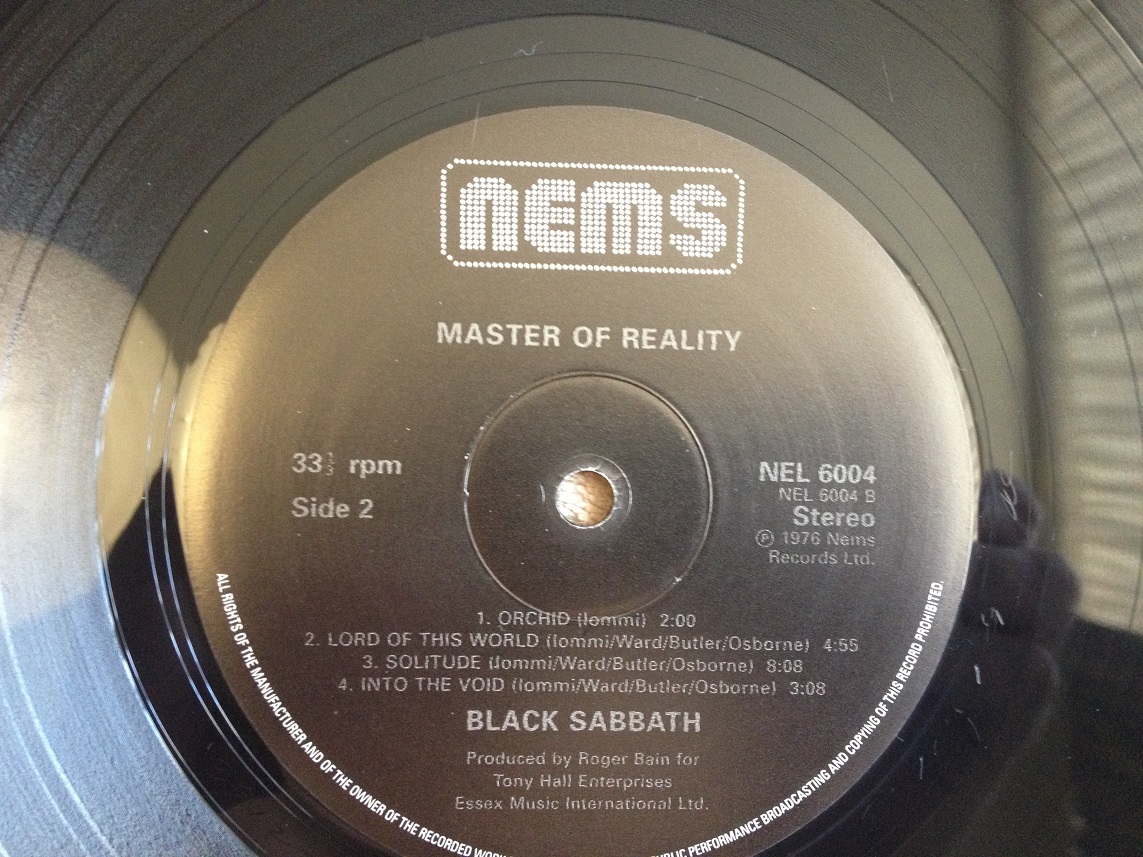 nems
MASTER OF REALITY
33⅓ rpm
Side 2
NEL 6004
NEL 6004 B
Stereo
℗ 1976 Nems
Records Ltd.
1. ORCHID (Iommi) 2:00
2. LORD OF THIS WORLD (Iommi/Ward/Butler/Osborne) 4:55
3. SOLITUDE (Iommi/Ward/Butler/Osborne) 8:08
4. INTO THE VOID (Iommi/Ward/Butler/Osborne) 3:08
BLACK SABBATH
Produced by Roger Bain for
Tony Hall Enterprises
Essex Music International Ltd.
ALL RIGHTS OF THE MANUFACTURER AND OF THE OWNER OF THE RECORDED PERFORMANCE BROADCASTING AND COPYING OF THIS RECORD PROHIBITED.